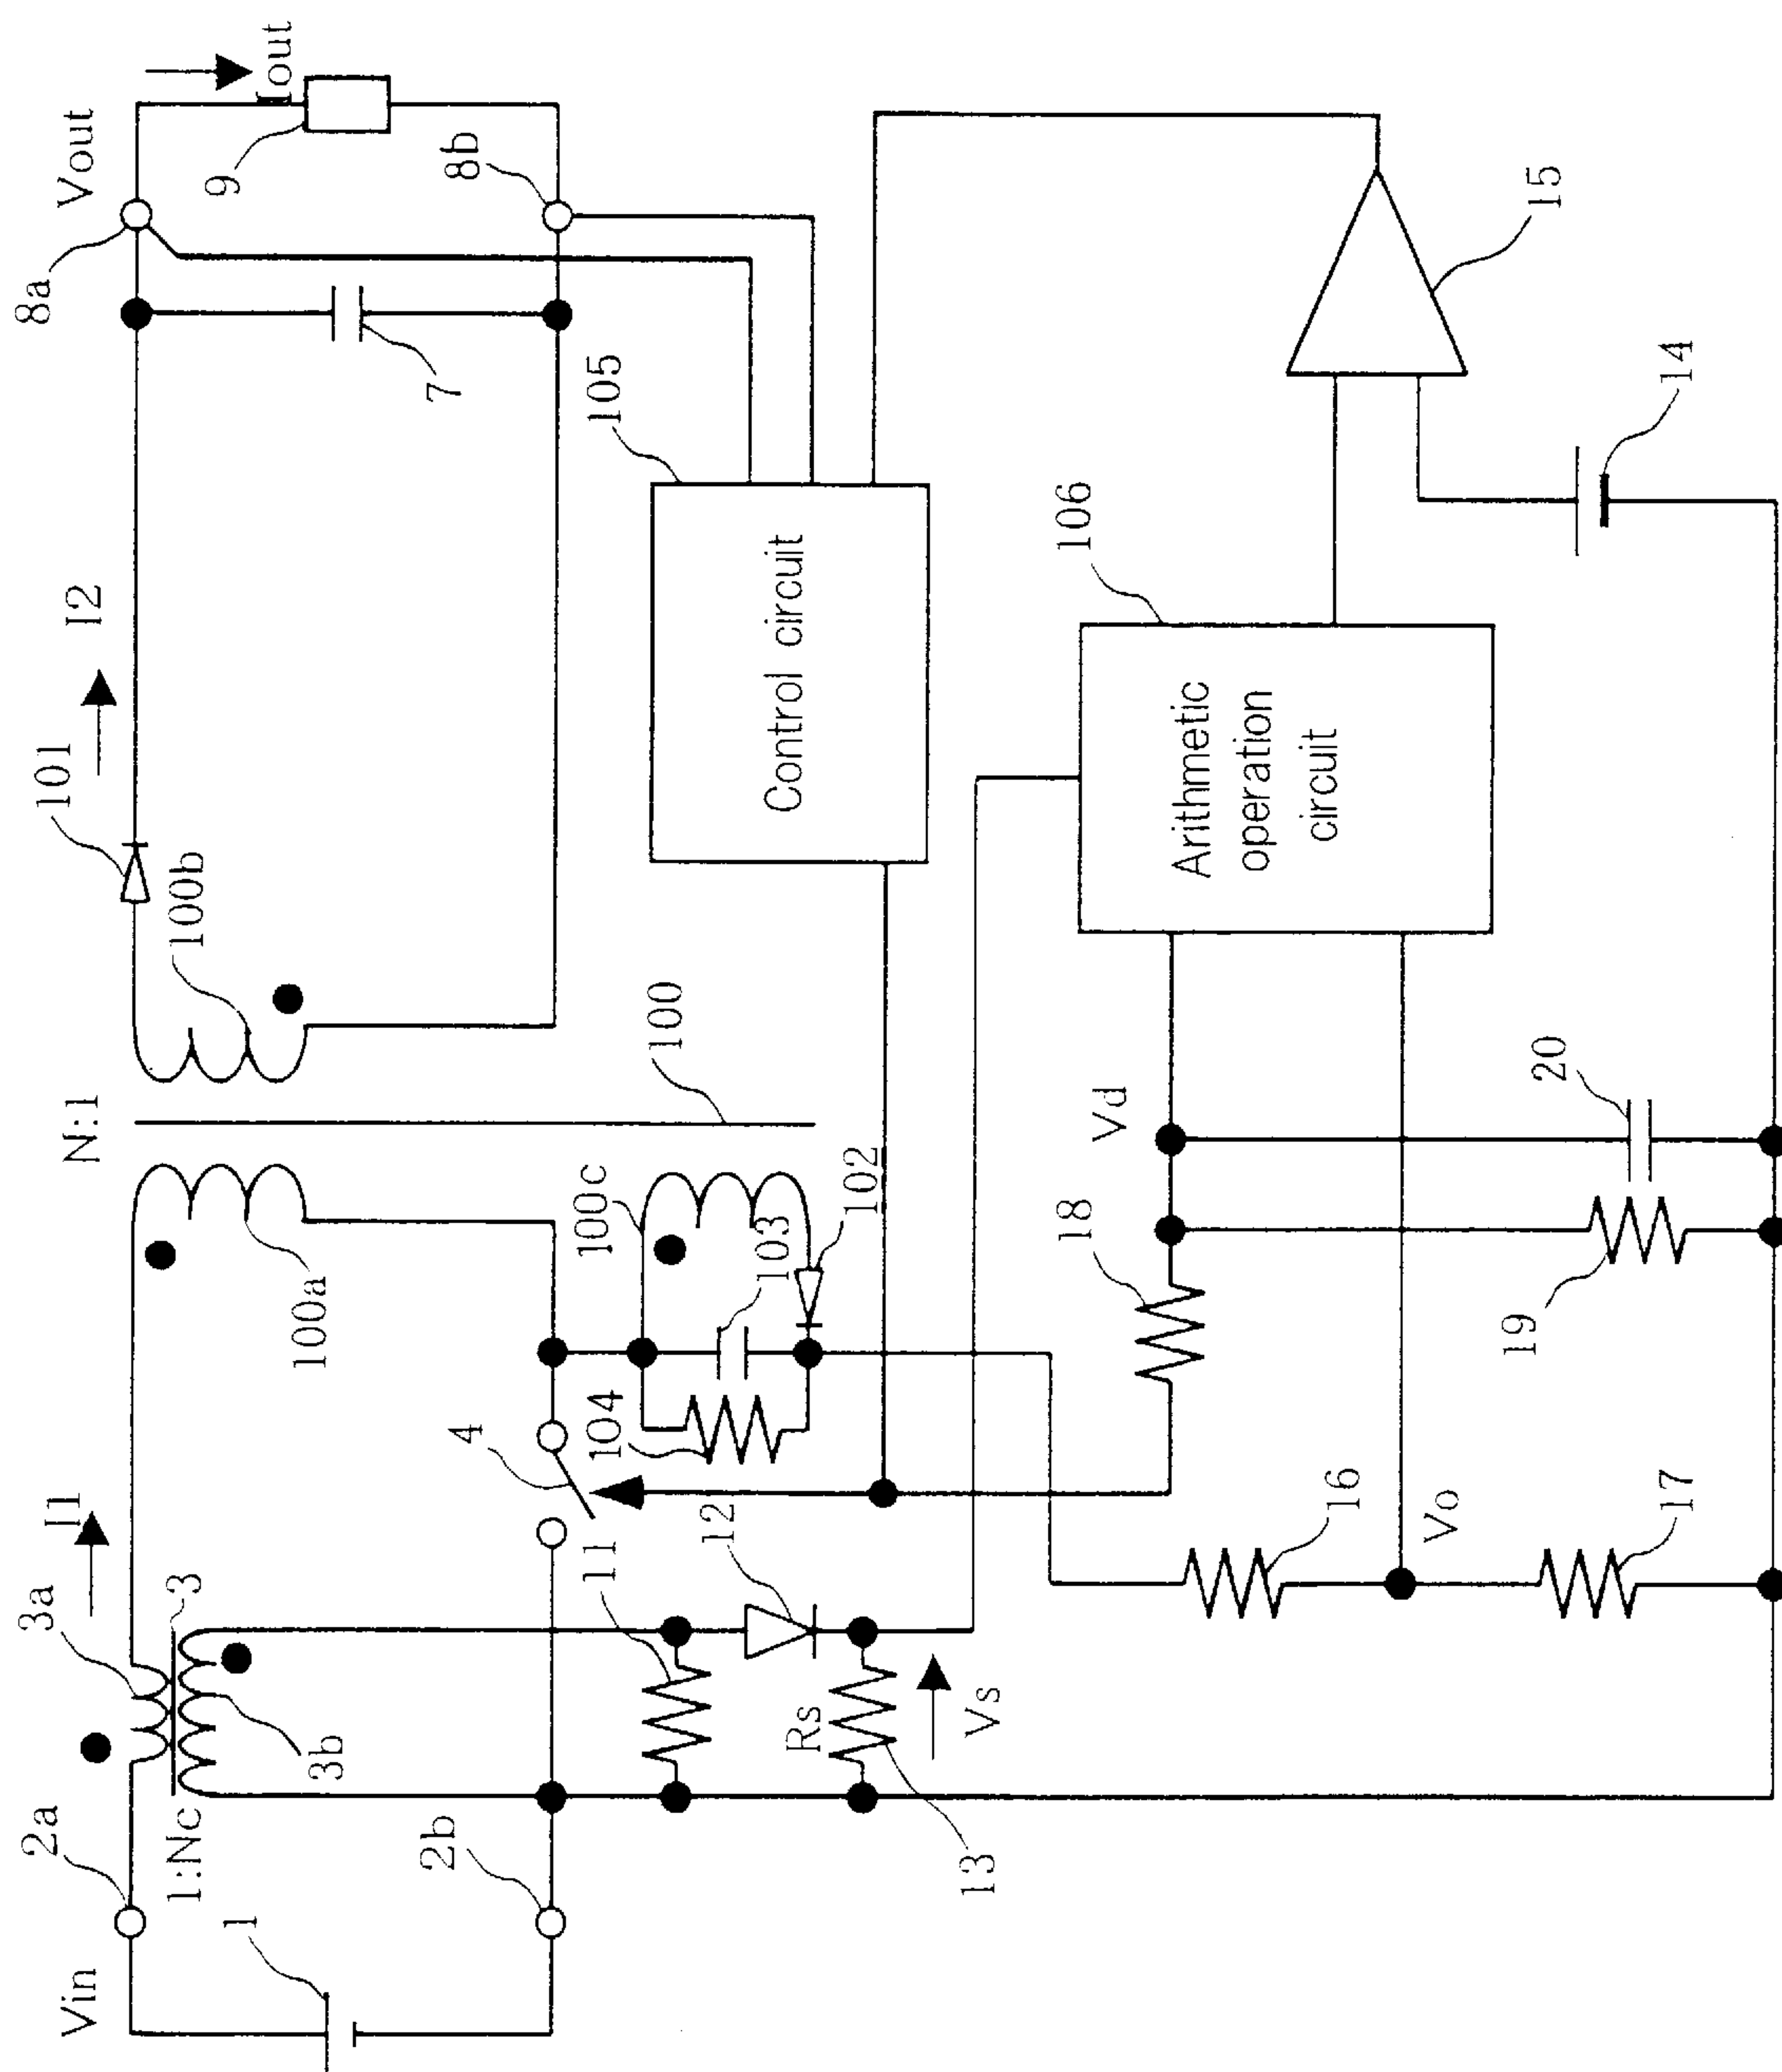 Vin
1
2a
2b
1:Nc
3a
3
3b
I1
N:1
100a
100b
100c
100
101
I2
8a
Vout
8b
9
Iout
7
4
104
103
102
105
Control circuit
11
12
Rs
13
Vs
106
Arithmetic
operation
circuit
18
Vd
16
Vo
17
19
20
14
15